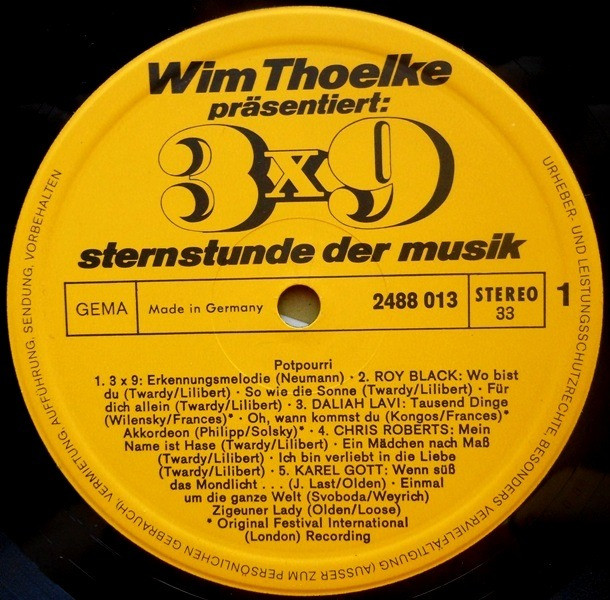 Wim Thoelke
präsentiert:
3x9
sternstunde der musik
GEMA
Made in Germany
2488 013
STEREO
33
1
Potpourri
1. 3 x 9: Erkennungsmelodie (Neumann) · 2. ROY BLACK: Wo bist
du (Twardy/Lilibert) · So wie die Sonne (Twardy/Lilibert) · Für
dich allein (Twardy/Lilibert) · 3. DALIAH LAVI: Tausend Dinge
(Wilensky/Frances)* · Oh, wann kommst du (Kongos/Frances)*
Akkordeon (Philipp/Solsky)* · 4. CHRIS ROBERTS: Mein
Name ist Hase (Twardy/Lilibert) · Ein Mädchen nach Maß
(Twardy/Lilibert) · Ich bin verliebt in die Liebe
(Twardy/Lilibert) · 5. KAREL GOTT: Wenn süß
das Mondlicht . . . (J. Last/Olden) · Einmal
um die ganze Welt (Svoboda/Weyrich)
Zigeuner Lady (Olden/Loose)
* Original Festival International
(London) Recording
URHEBER- UND LEISTUNGSSCHUTZRECHTE, BESONDERS VERVIELFÄLTIGUNG (AUSSER ZUM PERSÖNLICHEN GEBRAUCH), VERMIETUNG, AUFFÜHRUNG, SENDUNG, VORBEHALTEN